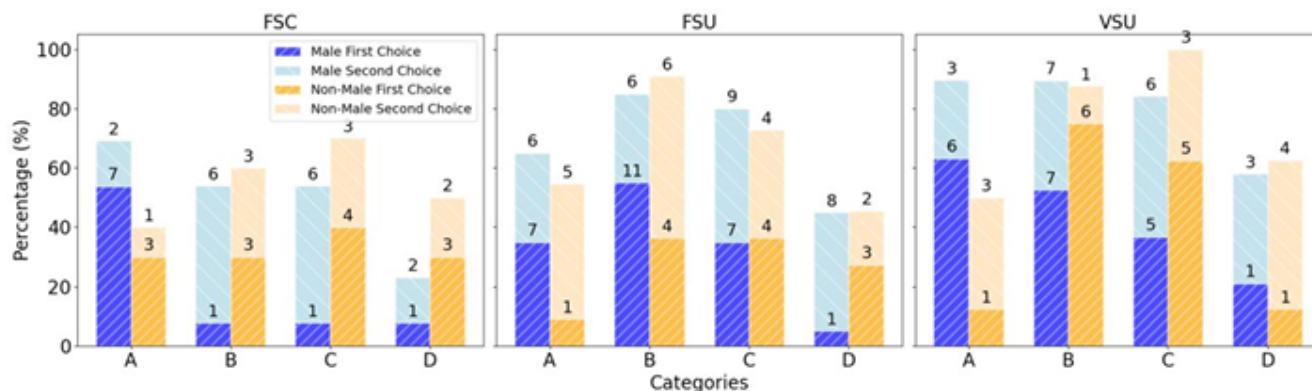 FSC
FSU
VSU
Percentage (%)
100
80
60
40
20
0
Male First Choice
Male Second Choice
Non-Male First Choice
Non-Male Second Choice
2
7
1
3
6
1
3
3
6
1
3
4
2
1
2
3
6
7
5
1
6
11
6
4
9
7
4
4
8
1
2
3
3
6
3
1
7
7
1
6
6
5
3
5
3
1
4
1
A
B
C
D
A
B
C
D
A
B
C
D
Categories